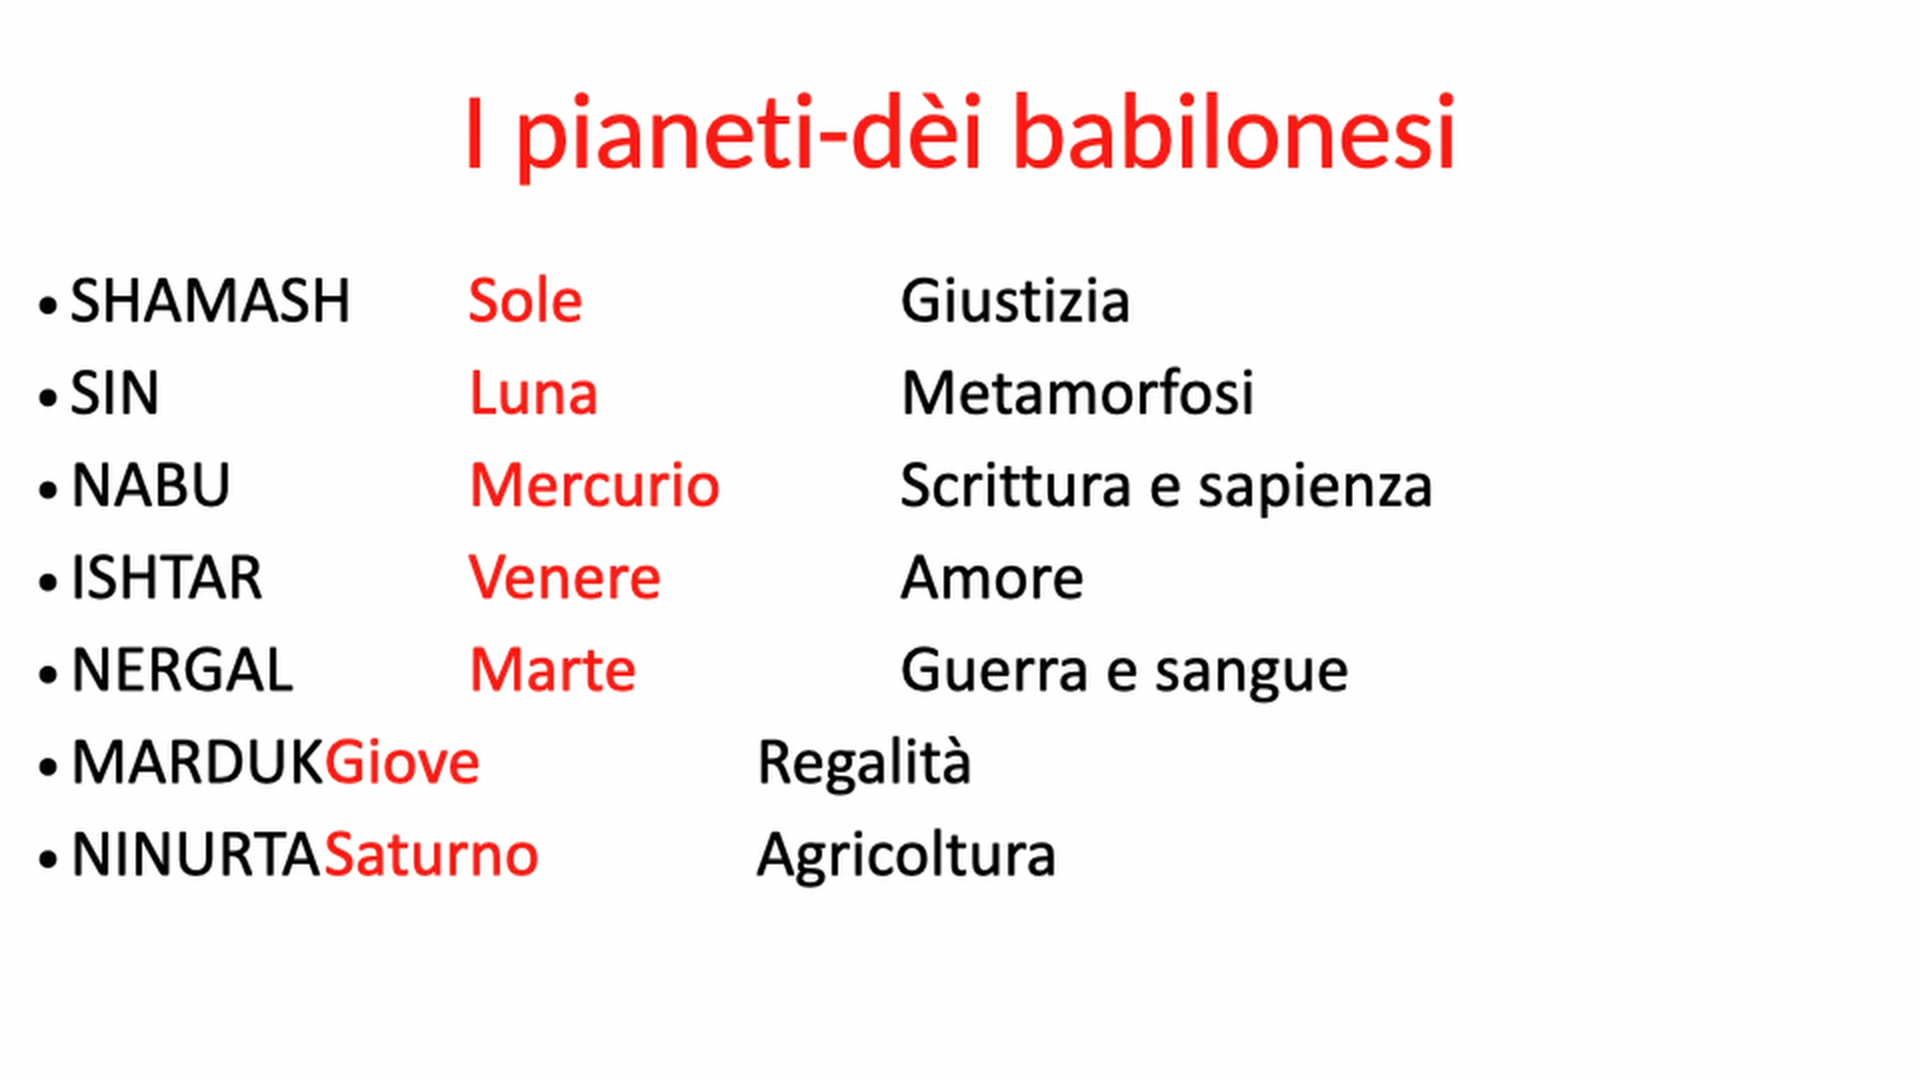 I pianeti-dèi babilonesi
• SHAMASH Sole Giustizia
• SIN Luna Metamorfosi
• NABU Mercurio Scrittura e sapienza
• ISHTAR Venere Amore
• NERGAL Marte Guerra e sangue
• MARDUKGiove Regalità
• NINURTASaturno Agricoltura